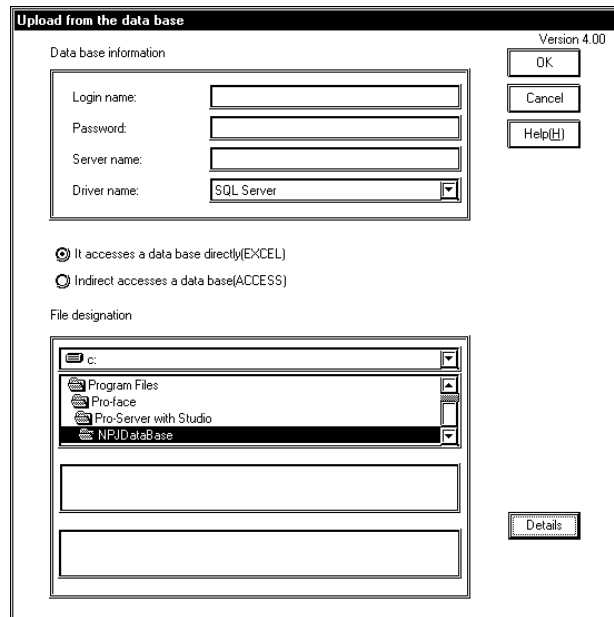 Upload from the data base
Version 4.00
Data base information
OK
Login name:
Cancel
Password:
Help(H)
Server name:
Driver name: SQL Server
It accesses a data base directly(EXCEL)
Indirect accesses a data base(ACCESS)
File designation
c:
Program Files
Pro-face
Pro-Server with Studio
NPJDataBase
Details